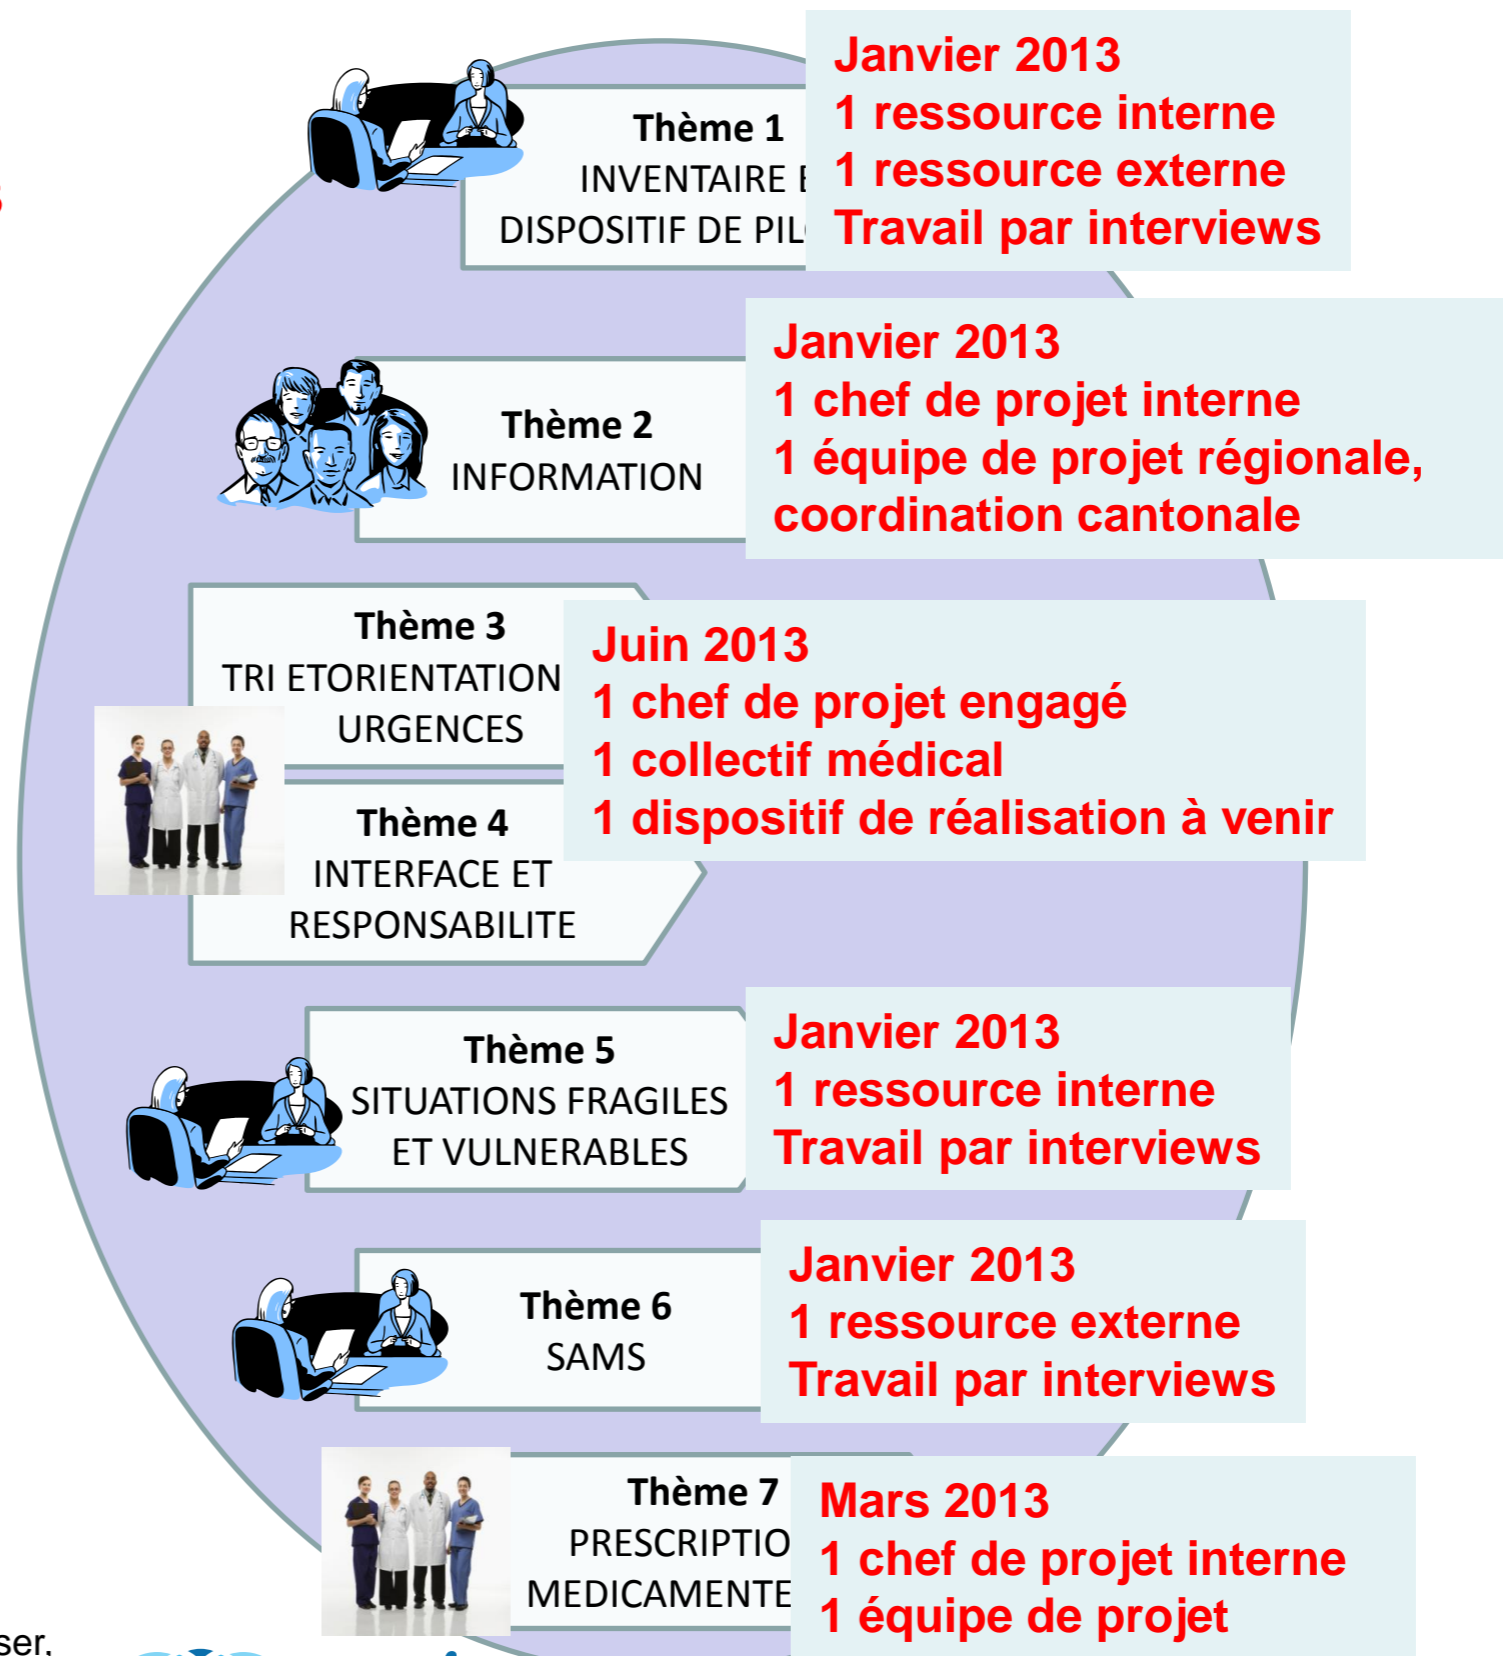 Thème 1
INVENTAIRE
DISPOSITIF DE
Janvier 2013
1 ressource interne
1 ressource externe
Travail par interviews
Thème 2
INFORMATION
Janvier 2013
1 chef de projet interne
1 équipe de projet régionale,
coordination cantonale
Thème 3
TRI ETORIENTATION
URGENCES
Thème 4
INTERFACE ET
RESPONSABILITE
Juin 2013
1 chef de projet engagé
1 collectif médical
1 dispositif de réalisation à venir
Thème 5
SITUATIONS FRAGILES
ET VULNERABLES
Janvier 2013
1 ressource interne
Travail par interviews
Thème 6
SAMS
Janvier 2013
1 ressource externe
Travail par interviews
Thème 7
PRESCRIPTIO
MEDICAMENTE
Mars 2013
1 chef de projet interne
1 équipe de projet
ser,